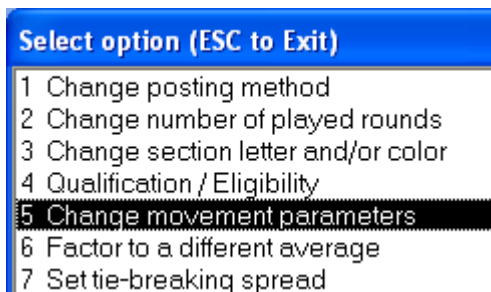 Select option (ESC to Exit)
1 Change posting method
2 Change number of played rounds
3 Change section letter and/or color
4 Qualification / Eligibility
5 Change movement parameters
6 Factor to a different average
7 Set tie-breaking spread